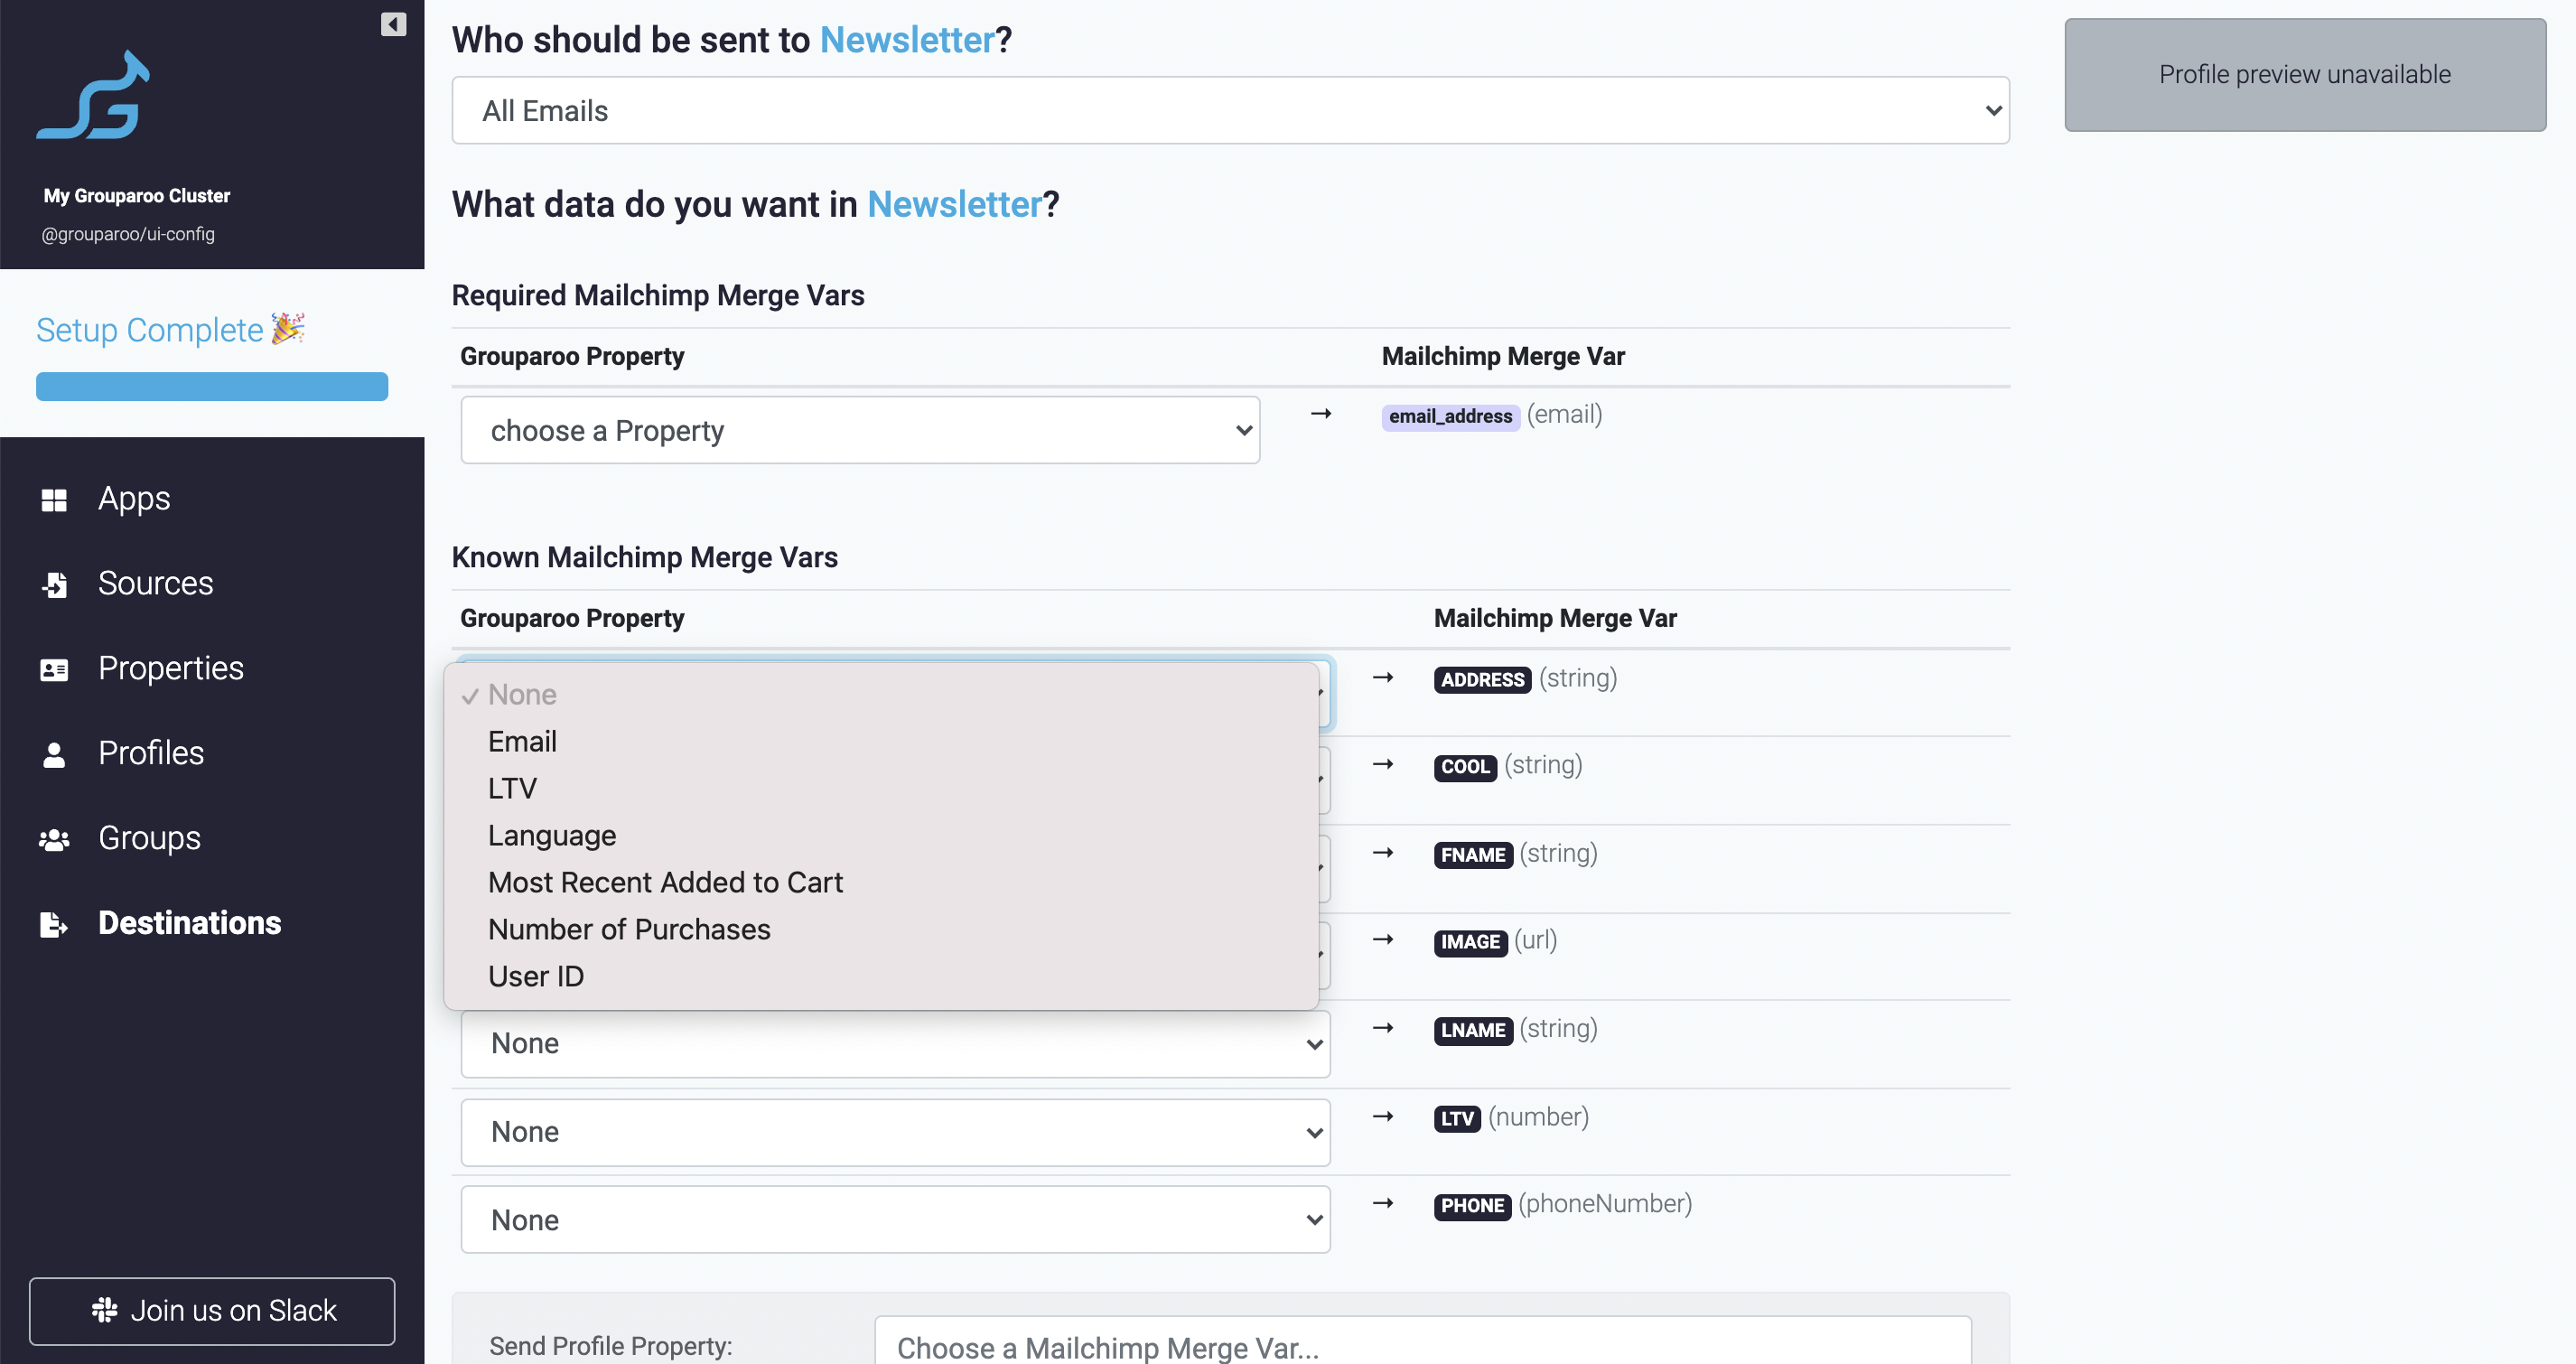 Who should be sent to Newsletter?
All Emails
Profile preview unavailable
My Grouparoo Cluster
@grouparoo/ui-config
Setup Complete 🎉
Apps
Sources
Properties
Profiles
Groups
Destinations
Join us on Slack
What data do you want in Newsletter?
Required Mailchimp Merge Vars
Grouparoo Property Mailchimp Merge Var
choose a Property → email_address (email)
Known Mailchimp Merge Vars
Grouparoo Property Mailchimp Merge Var
✓ None
Email
LTV
Language
Most Recent Added to Cart
Number of Purchases
User ID
→ ADDRESS (string)
→ COOL (string)
→ FNAME (string)
→ IMAGE (url)
None → LNAME (string)
None → LTV (number)
None → PHONE (phoneNumber)
Send Profile Property: Choose a Mailchimp Merge Var...